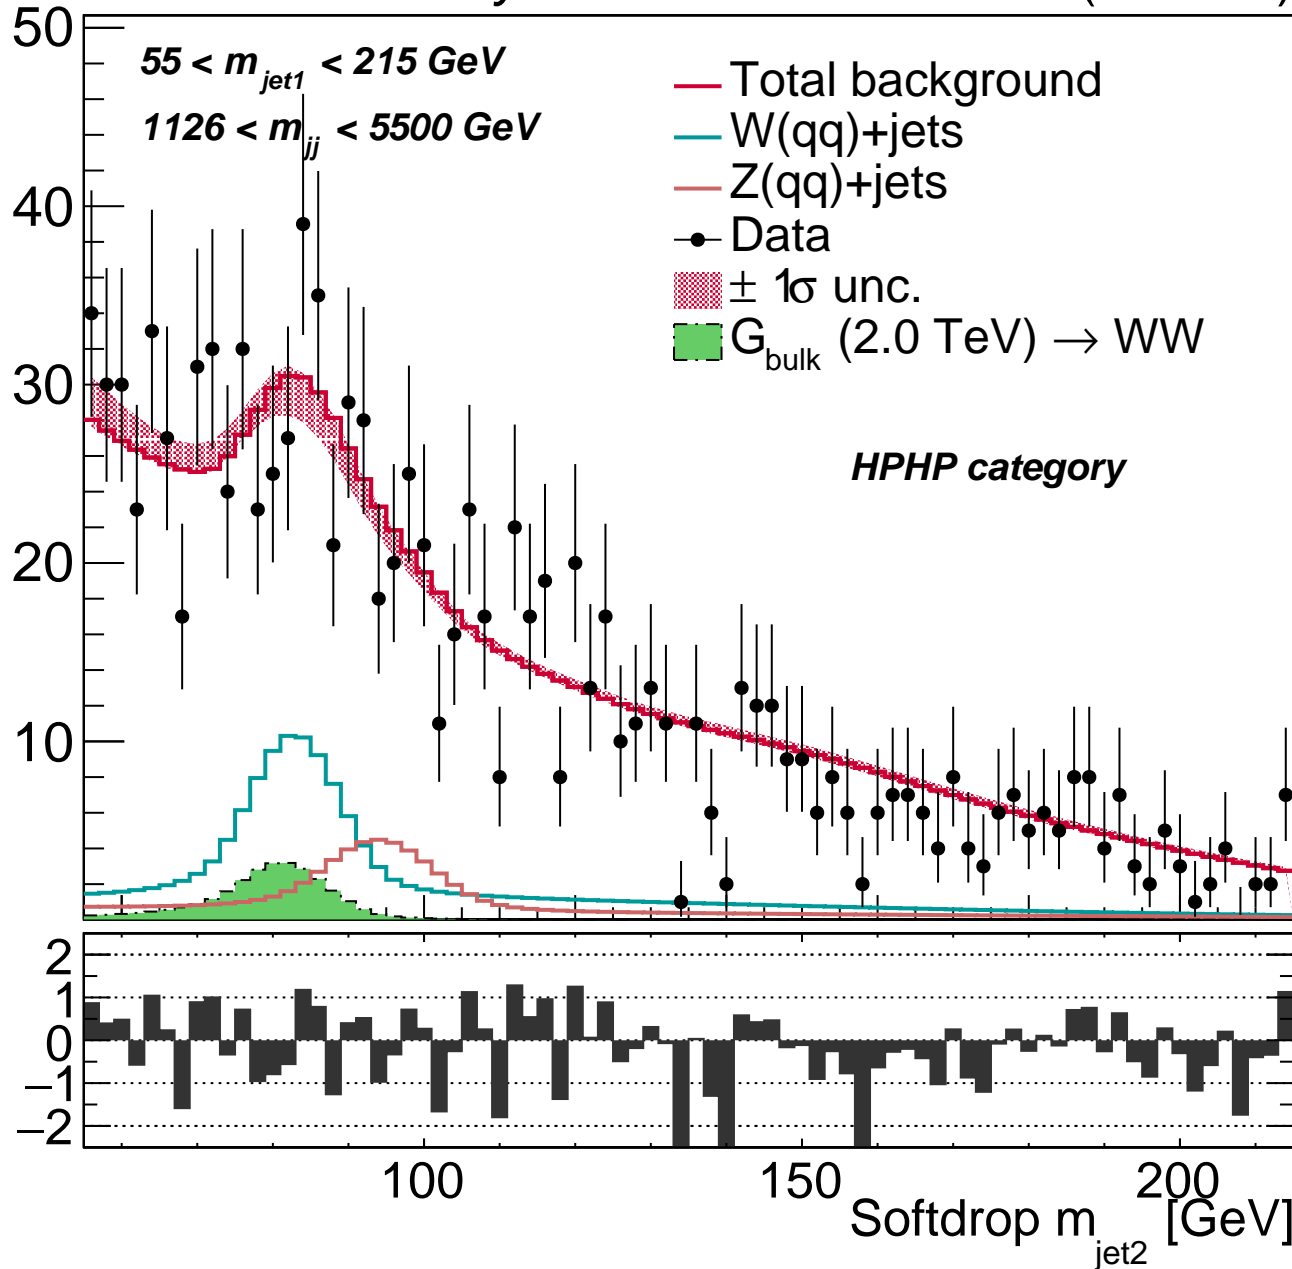 50
40
30
20
10
55 < m_jet1 < 215 GeV
1126 < m_jj < 5500 GeV
Total background
W(qq)+jets
Z(qq)+jets
Data
± 1σ unc.
G_bulk (2.0 TeV) → WW
HPHP category
2
1
0
−1
−2
100 150 200
Softdrop m_jet2 [GeV]